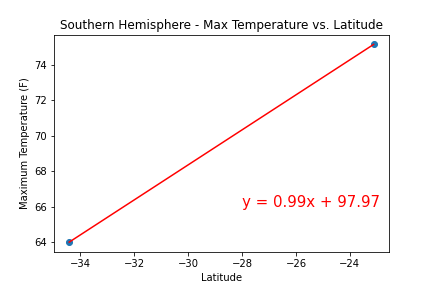 Southern Hemisphere - Max Temperature vs. Latitude
Maximum Temperature (F)
74
72
70
68
66
64
y = 0.99x + 97.97
−34 −32 −30 −28 −26 −24
Latitude